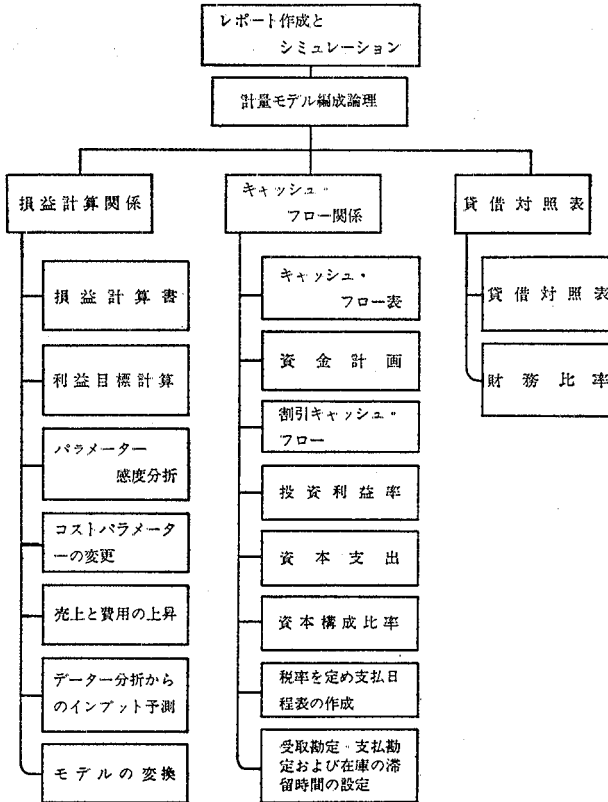 レポート作成と
シミュレーション
計量モデル編成論理
損益計算関係
キャッシュ・
フロー関係
貸借対照表
損益計算書
利益目標計算
パラメーター
感度分折
コストパラメータ
ーの変更
売上と費用の上昇
データー分折から
のインプット予測
モデルの変換
キャッシュ・
フロー表
資金計画
割引キャッシュ・
フロー
投資利益率
資本支出
資本構成比率
税率を定め支払日
程表の作成
受取勘定・支払勘
定および在庫の滞
留時間の設定
貸借対照表
財務比率